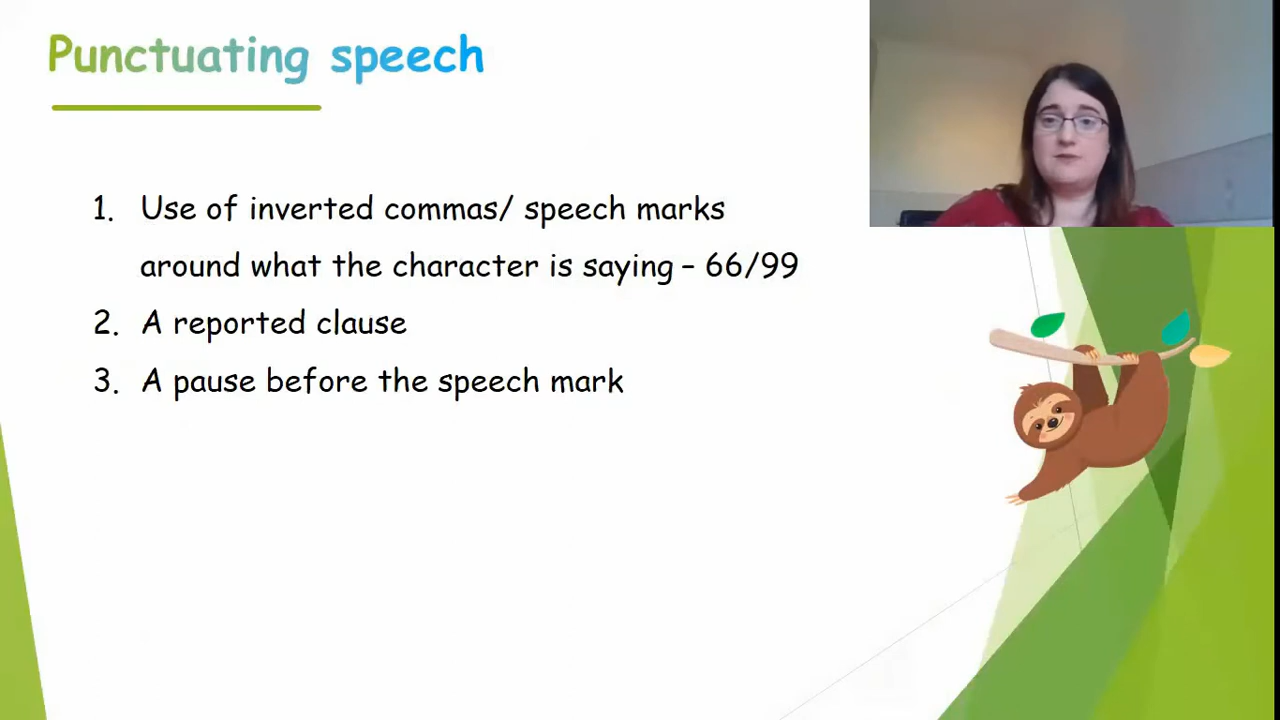 Punctuating speech
1. Use of inverted commas/ speech marks
around what the character is saying – 66/99
2. A reported clause
3. A pause before the speech mark